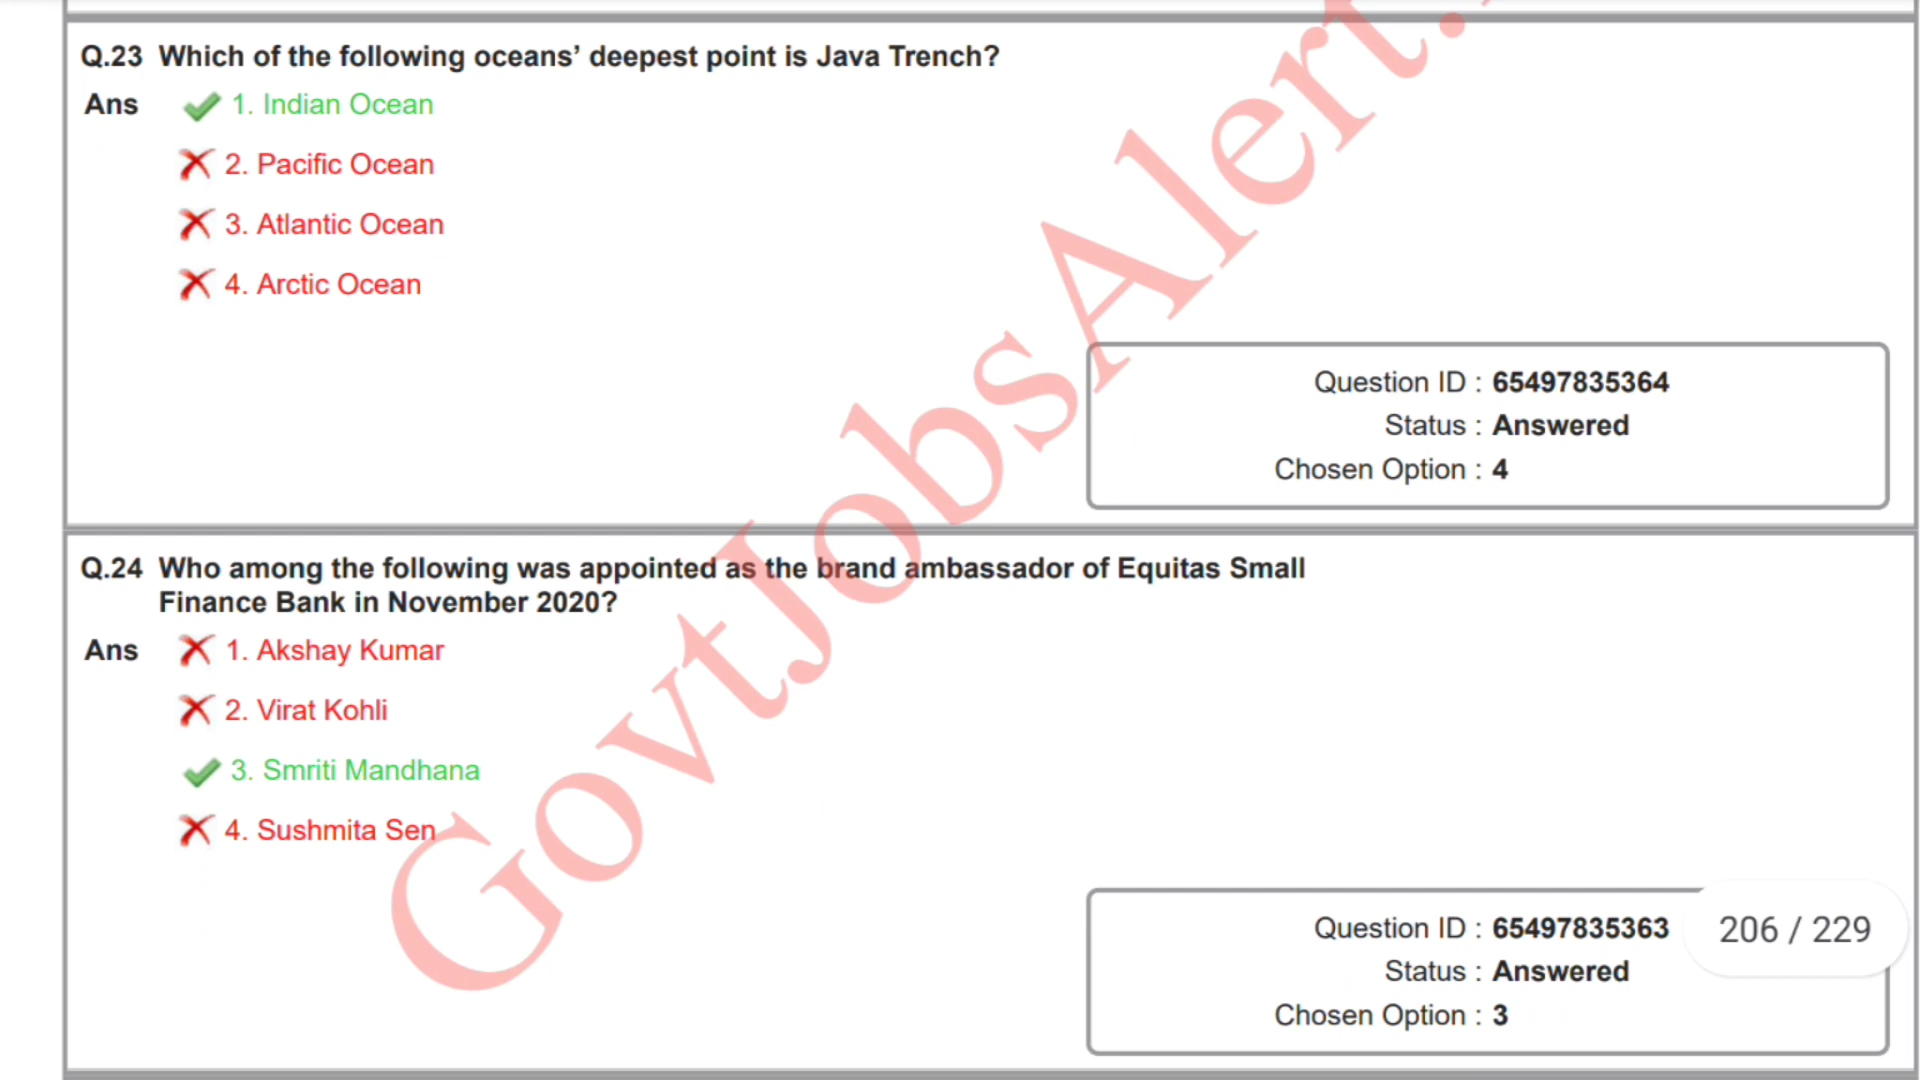 Q.23 Which of the following oceans’ deepest point is Java Trench?
Ans 1. Indian Ocean
2. Pacific Ocean
3. Atlantic Ocean
4. Arctic Ocean
Question ID : 65497835364
Status : Answered
Chosen Option : 4
Q.24 Who among the following was appointed as the brand ambassador of Equitas Small
Finance Bank in November 2020?
Ans 1. Akshay Kumar
2. Virat Kohli
3. Smriti Mandhana
4. Sushmita Sen
Question ID : 65497835363
Status : Answered
Chosen Option : 3
206 / 229
GovtJobsAlert.